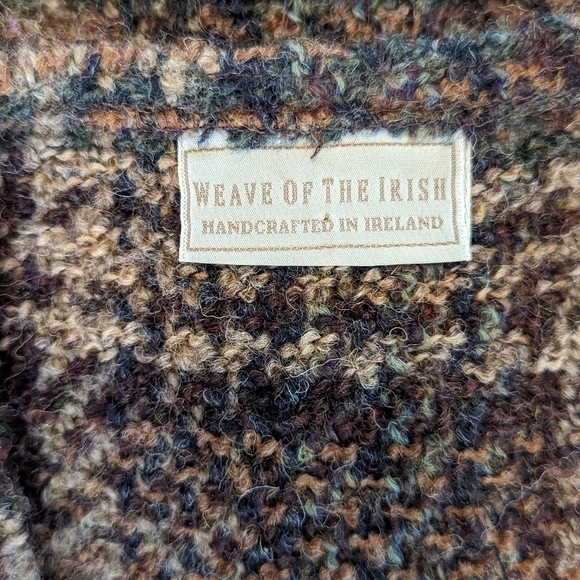 WEAVE OF THE IRISH
HANDCRAFTED IN IRELAND